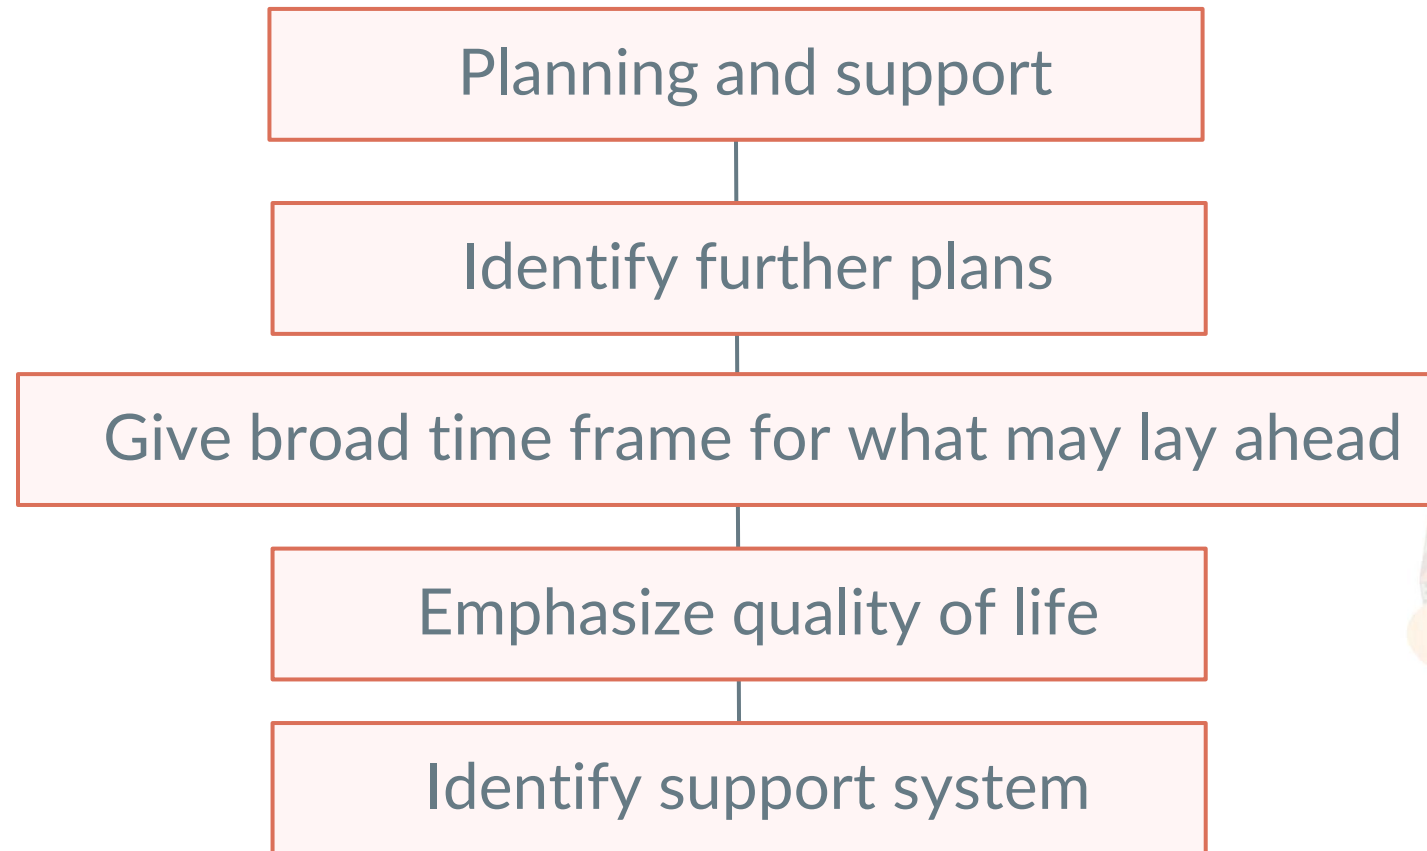 Planning and support
Identify further plans
Give broad time frame for what may lay ahead
Emphasize quality of life
Identify support system